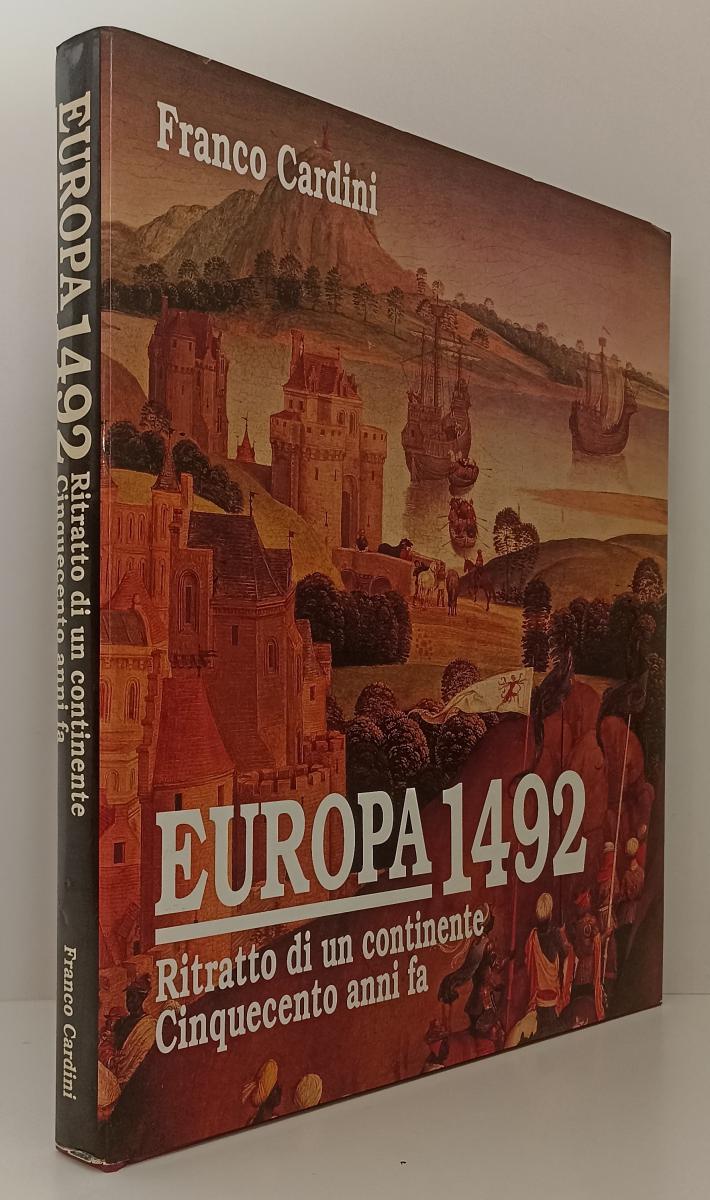 Franco Cardini
EUROPA 1492
Ritratto di un continente
Cinquecento anni fa
EUROPA 1492
Ritratto di un continente
Cinquecento anni fa
Franco Cardini